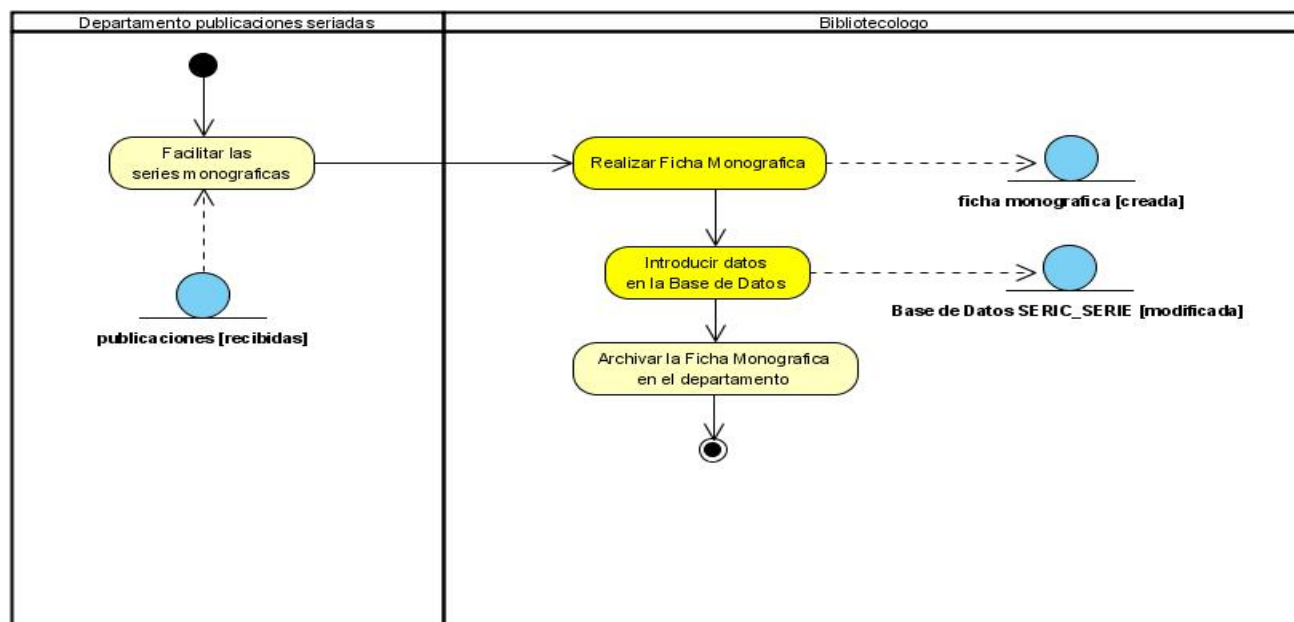 Departamento publicaciones seriadas
Bibliotecologo
Facilitar las
series monograficas
Realizar Ficha Monografica
ficha monografica [creada]
Introducir datos
en la Base de Datos
publicaciones [recibidas]
Base de Datos SERIC_SERIE [modificada]
Archivar la Ficha Monografica
en el departamento